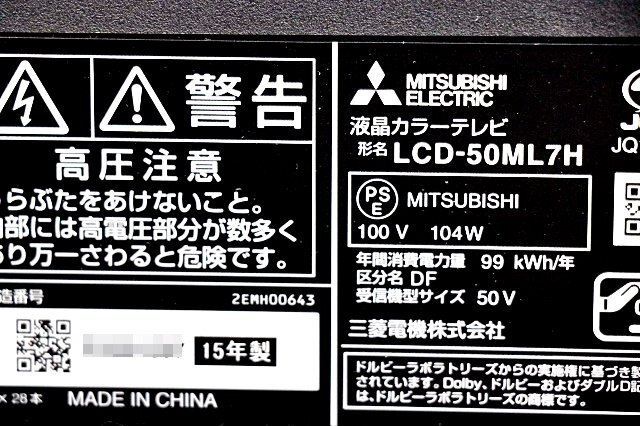 警告
高圧注意
らぶたをあけないこと。
内部には高電圧部分が数多く
あり万一さわると危険です。
造番号
2EMH00643
15年製
×28本
MADE IN CHINA
MITSUBISHI
ELECTRIC
液晶カラーテレビ
形名 LCD-50ML7H
PS
E
MITSUBISHI
100 V 104W
年間消費電力量 99 kWh/年
区分名 DF
受信機型サイズ 50V
三菱電機株式会社
ドルビーラボラトリーズからの実施権に基づき製
されています。Dolby、ドルビーおよびダブルD記
ラボラトリーズの商標です。
JQ